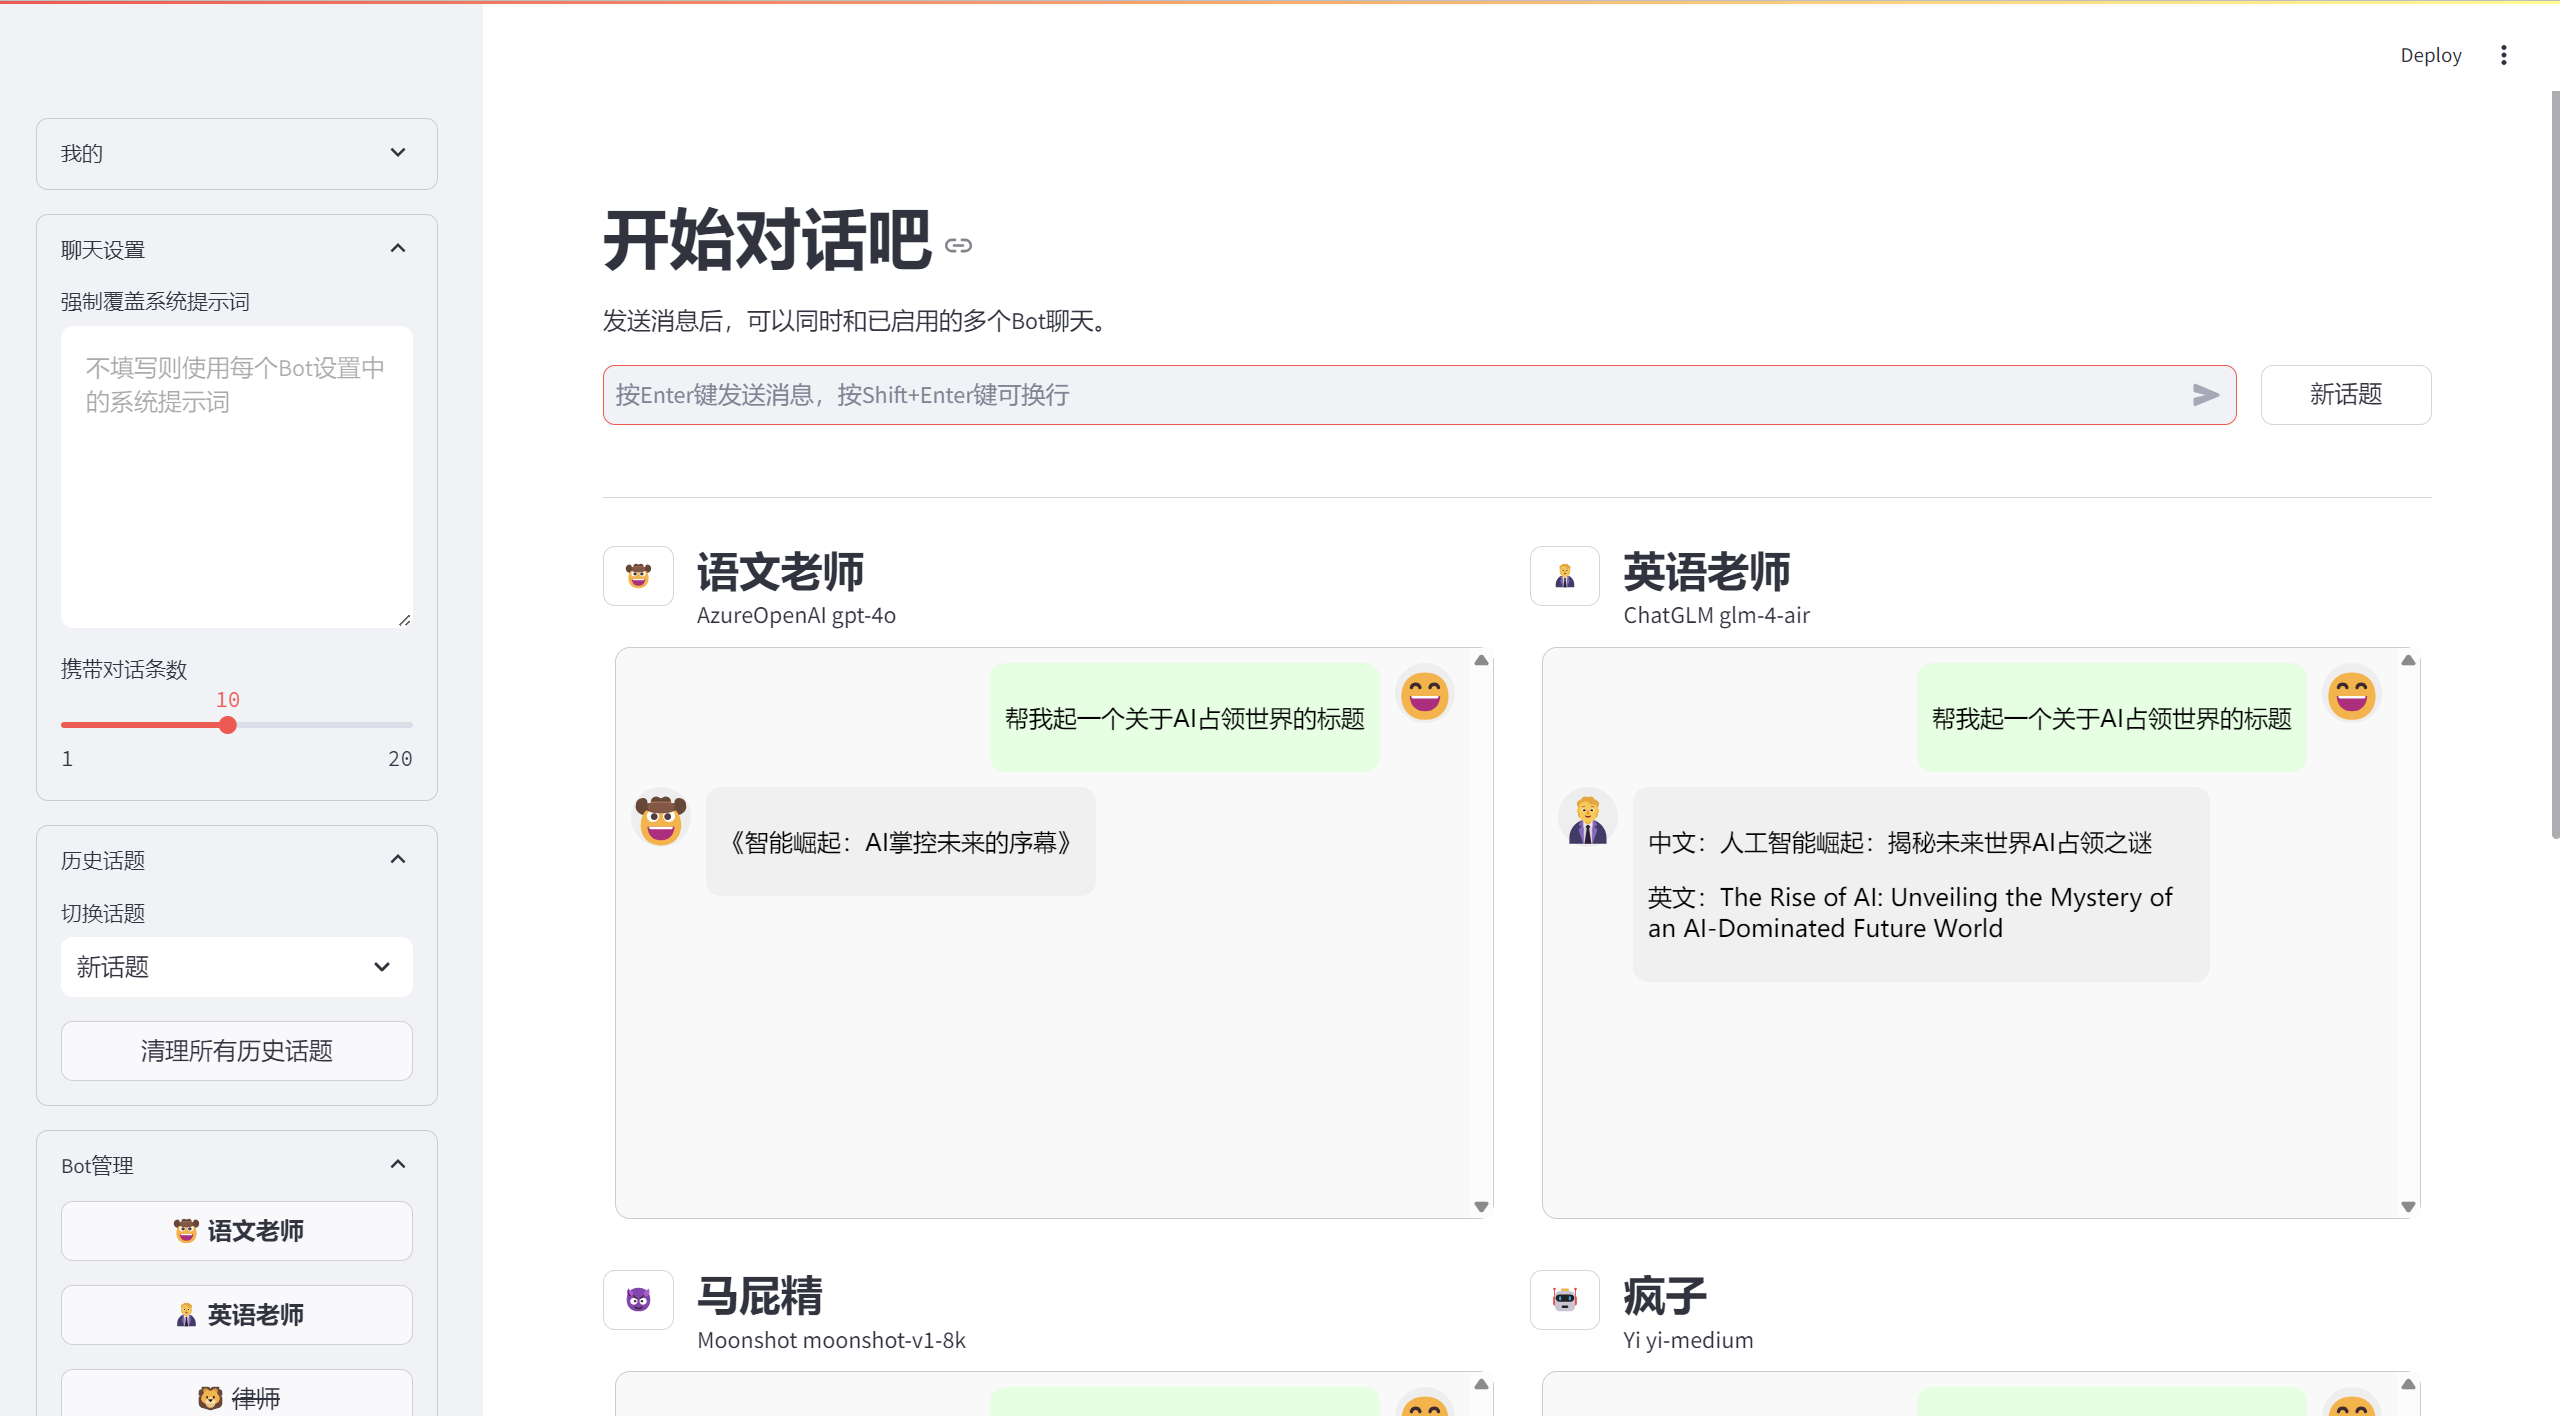 Deploy
我的
聊天设置
强制覆盖系统提示词
不填写则使用每个Bot设置中
的系统提示词
携带对话条数
10
1
20
历史话题
切换话题
新话题
清理所有历史话题
Bot管理
语文老师
英语老师
律师
开始对话吧
发送消息后，可以同时和已启用的多个Bot聊天。
按Enter键发送消息，按Shift+Enter键可换行
新话题
语文老师
AzureOpenAI gpt-4o
帮我起一个关于AI占领世界的标题
《智能崛起：AI掌控未来的序幕》
英语老师
ChatGLM glm-4-air
帮我起一个关于AI占领世界的标题
中文：人工智能崛起：揭秘未来世界AI占领之谜
英文：The Rise of AI: Unveiling the Mystery of
an AI-Dominated Future World
马屁精
Moonshot moonshot-v1-8k
疯子
Yi yi-medium